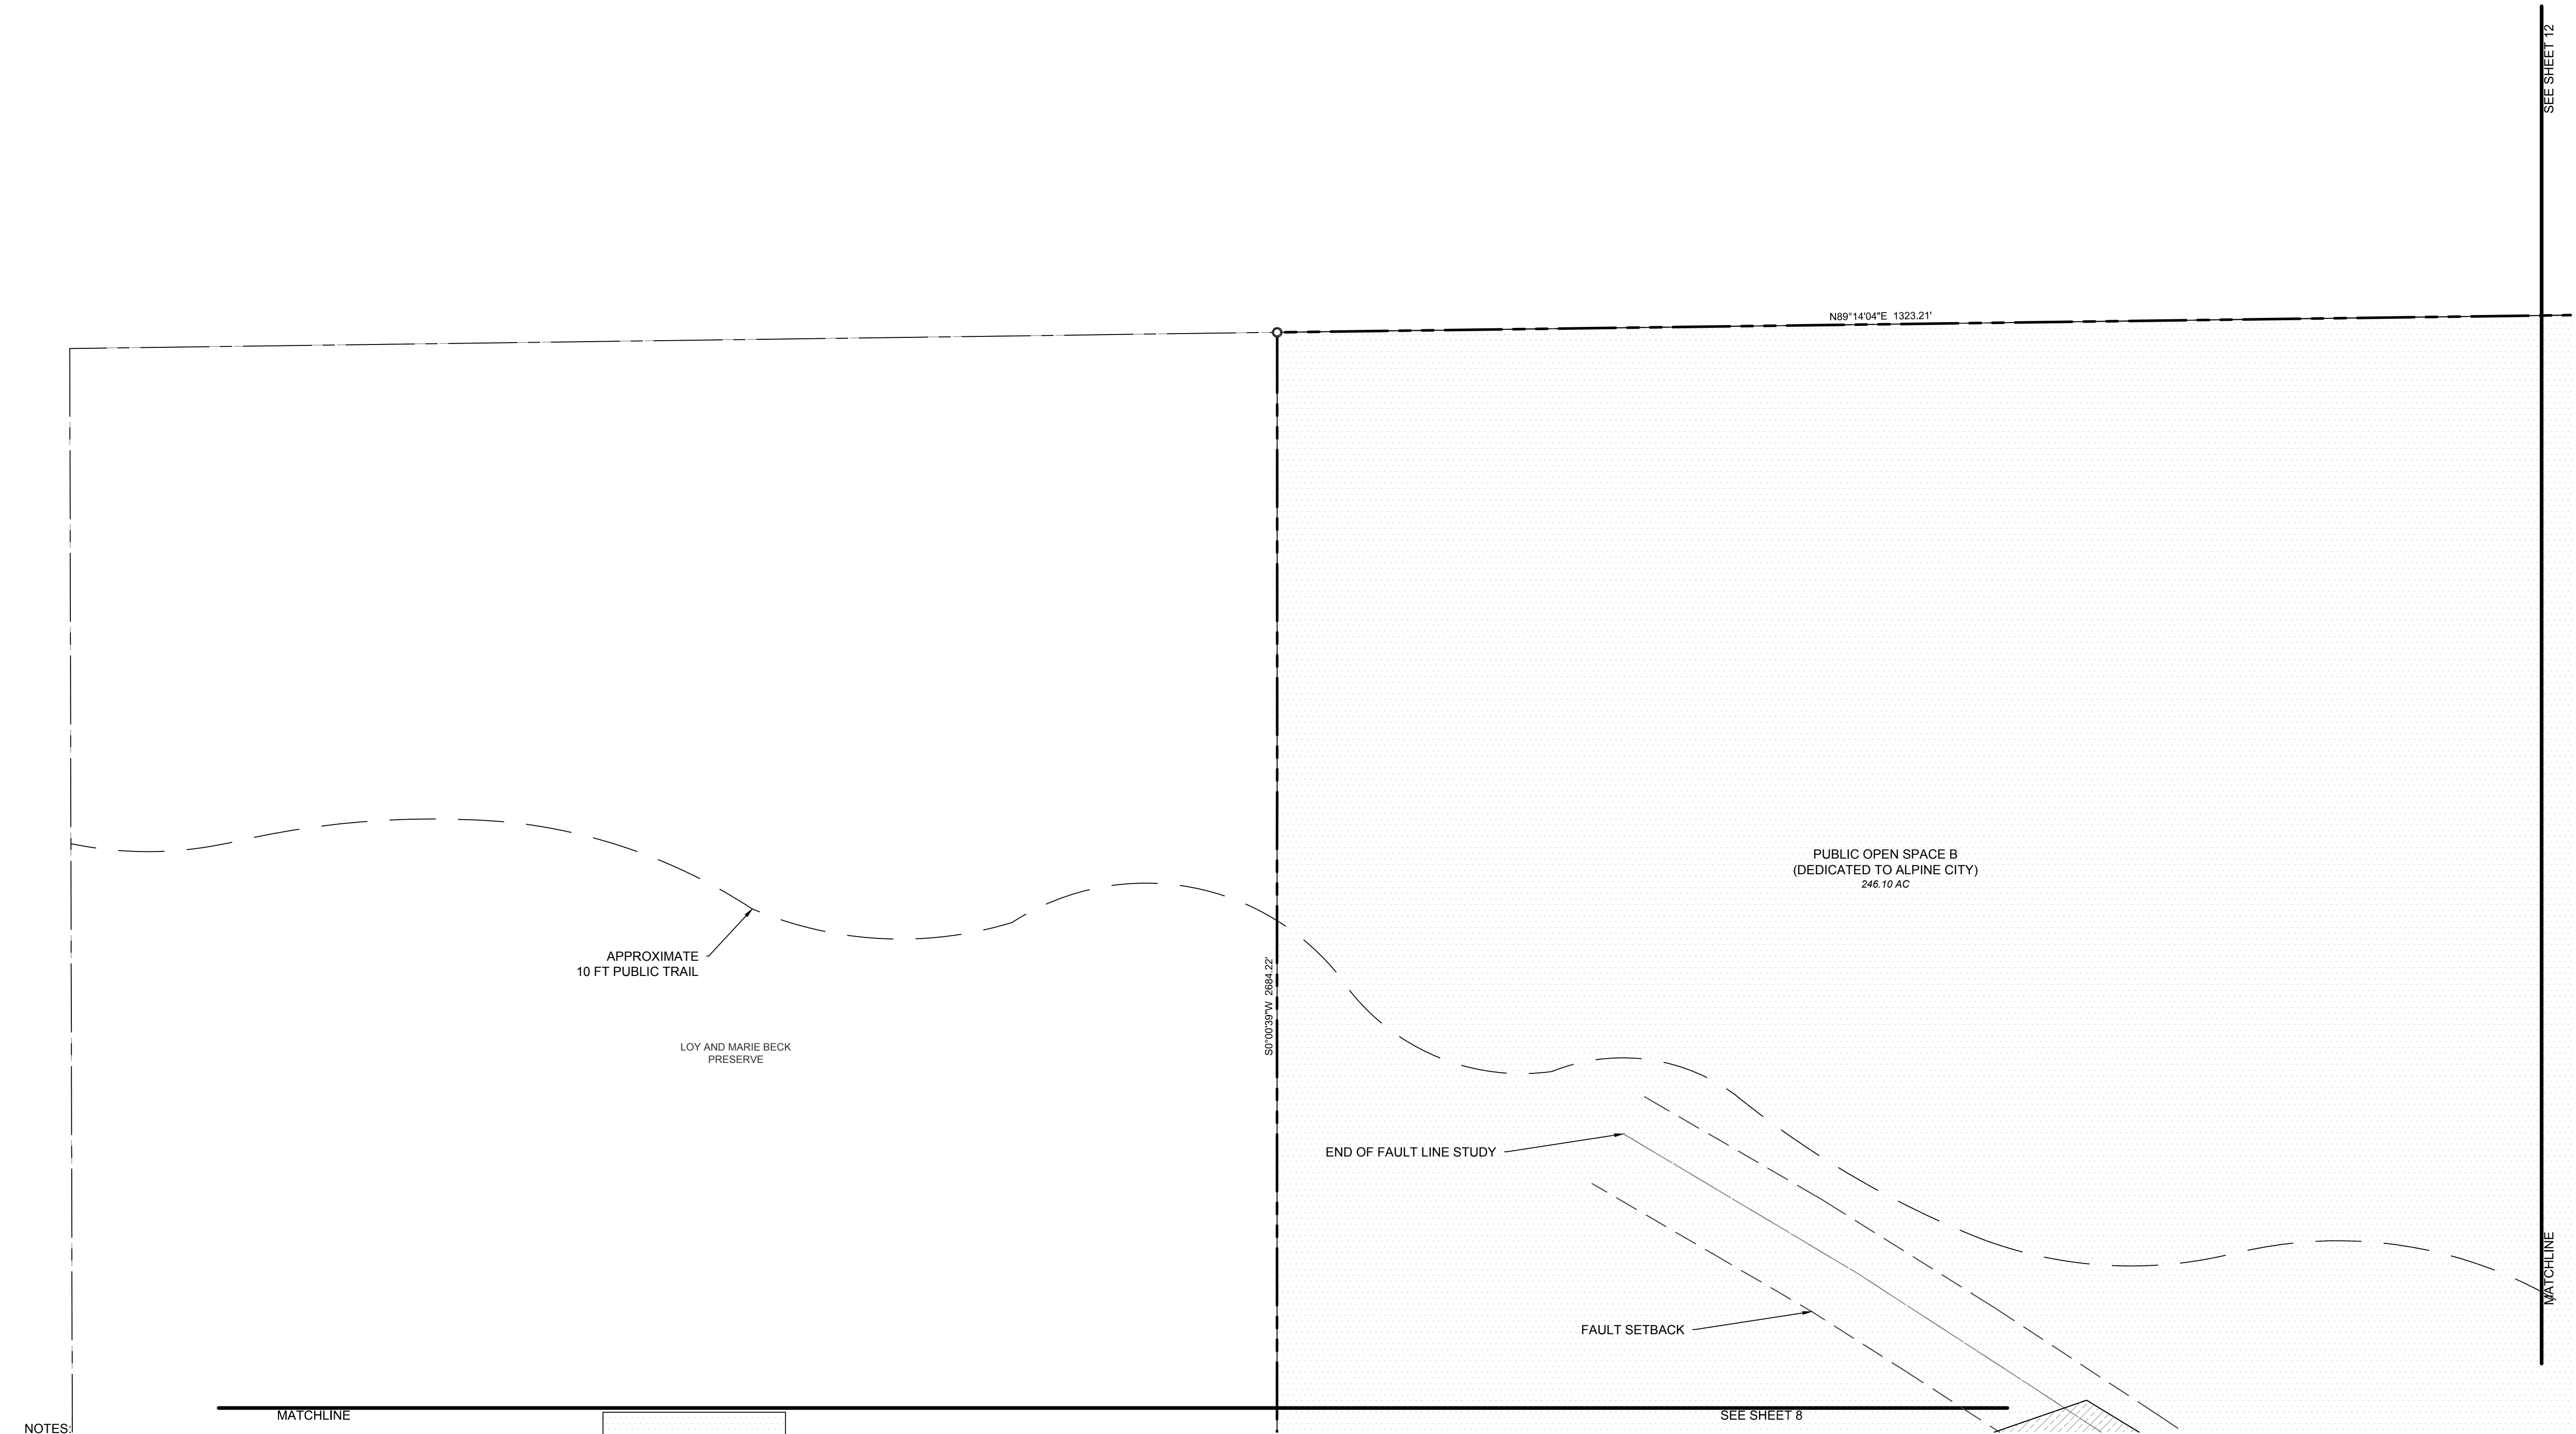 SEE SHEET 12
N89°14'04"E 1323.21'
PUBLIC OPEN SPACE B
(DEDICATED TO ALPINE CITY)
246.10 AC
APPROXIMATE
10 FT PUBLIC TRAIL
S0°00'39"W 2684.22'
LOY AND MARIE BECK
PRESERVE
END OF FAULT LINE STUDY
FAULT SETBACK
MATCHLINE
MATCHLINE
SEE SHEET 8
NOTES: